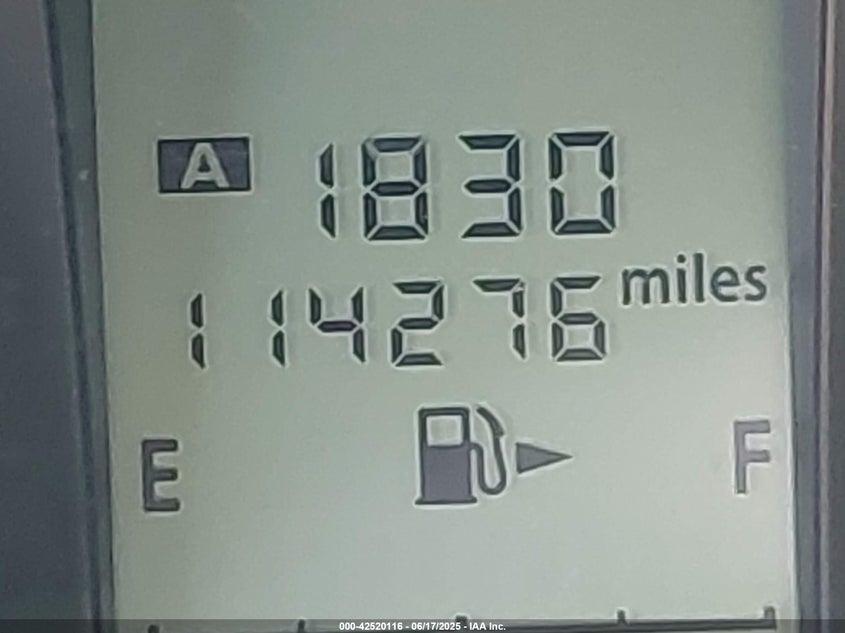 A 1830
114276 miles
E F
000-42520116 - 06/17/2025 - IAA Inc.